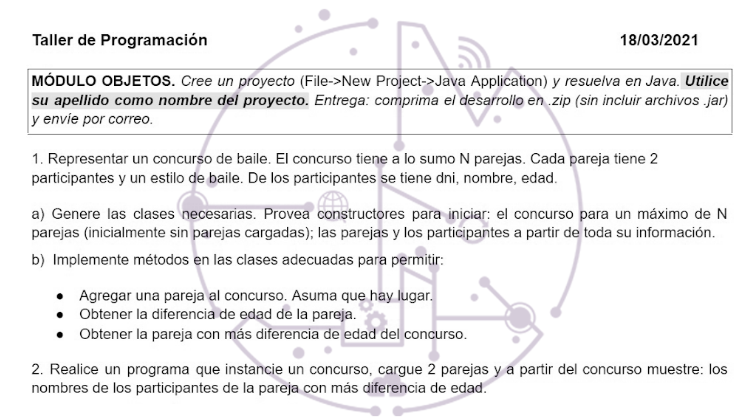 Taller de Programación 18/03/2021
MÓDULO OBJETOS. Cree un proyecto (File->New Project->Java Application) y resuelva en Java. Utilice
su apellido como nombre del proyecto. Entrega: comprima el desarrollo en .zip (sin incluir archivos .jar)
y envíe por correo.
1. Representar un concurso de baile. El concurso tiene a lo sumo N parejas. Cada pareja tiene 2
participantes y un estilo de baile. De los participantes se tiene dni, nombre, edad.
a) Genere las clases necesarias. Provea constructores para iniciar: el concurso para un máximo de N
parejas (inicialmente sin parejas cargadas); las parejas y los participantes a partir de toda su información.
b) Implemente métodos en las clases adecuadas para permitir:
● Agregar una pareja al concurso. Asuma que hay lugar.
● Obtener la diferencia de edad de la pareja.
● Obtener la pareja con más diferencia de edad del concurso.
2. Realice un programa que instancie un concurso, cargue 2 parejas y a partir del concurso muestre: los
nombres de los participantes de la pareja con más diferencia de edad.